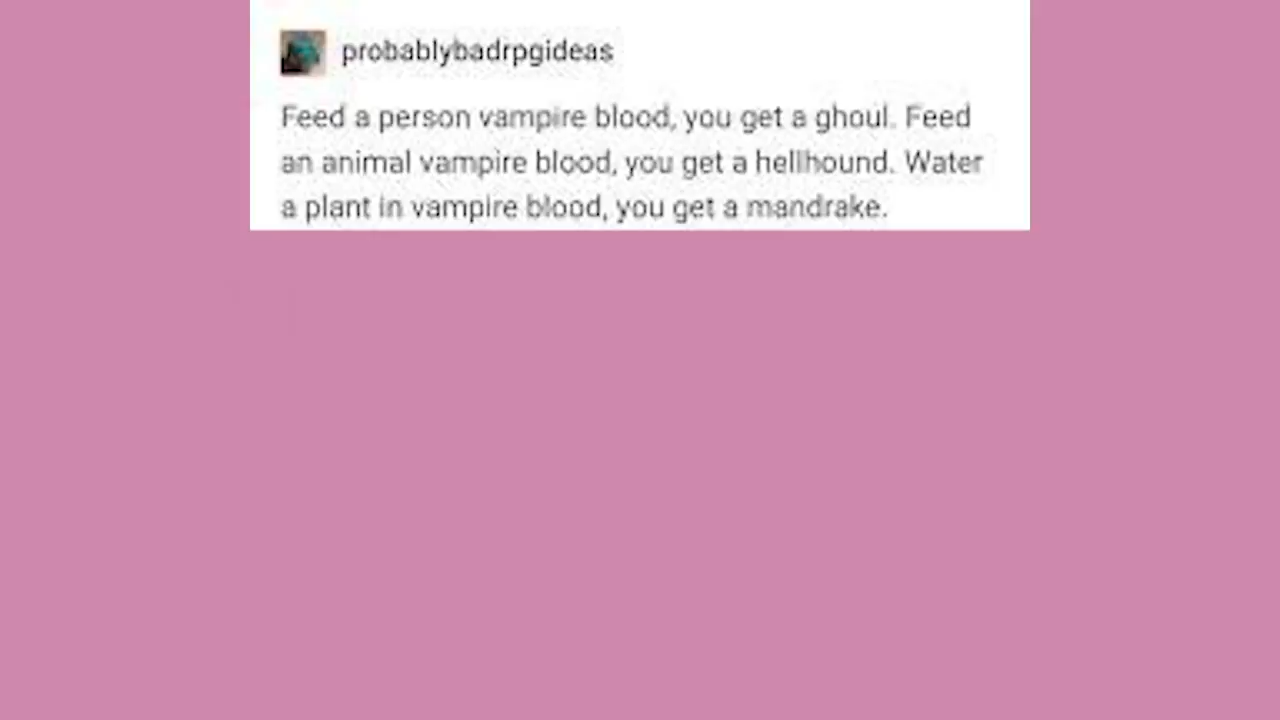 probablybadrpgideas
Feed a person vampire blood, you get a ghoul. Feed
an animal vampire blood, you get a hellhound. Water
a plant in vampire blood, you get a mandrake.